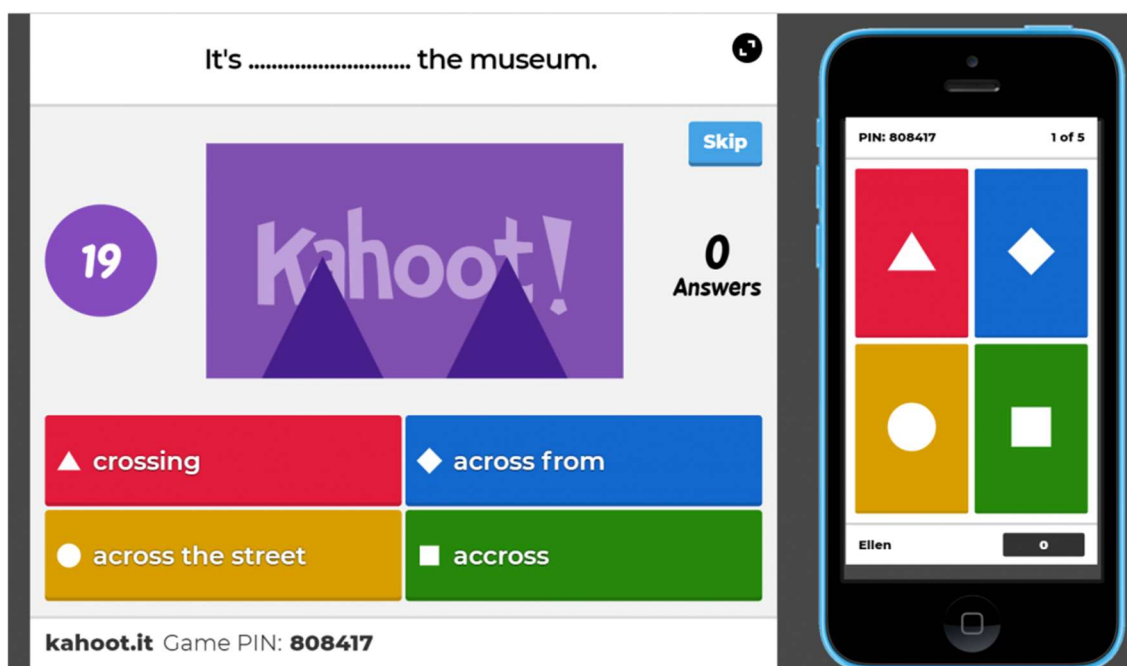 It's ............................ the museum.
Skip
19
Kahoot!
0
Answers
crossing
across from
across the street
accross
kahoot.it Game PIN: 808417
PIN: 808417 1 of 5
Ellen 0